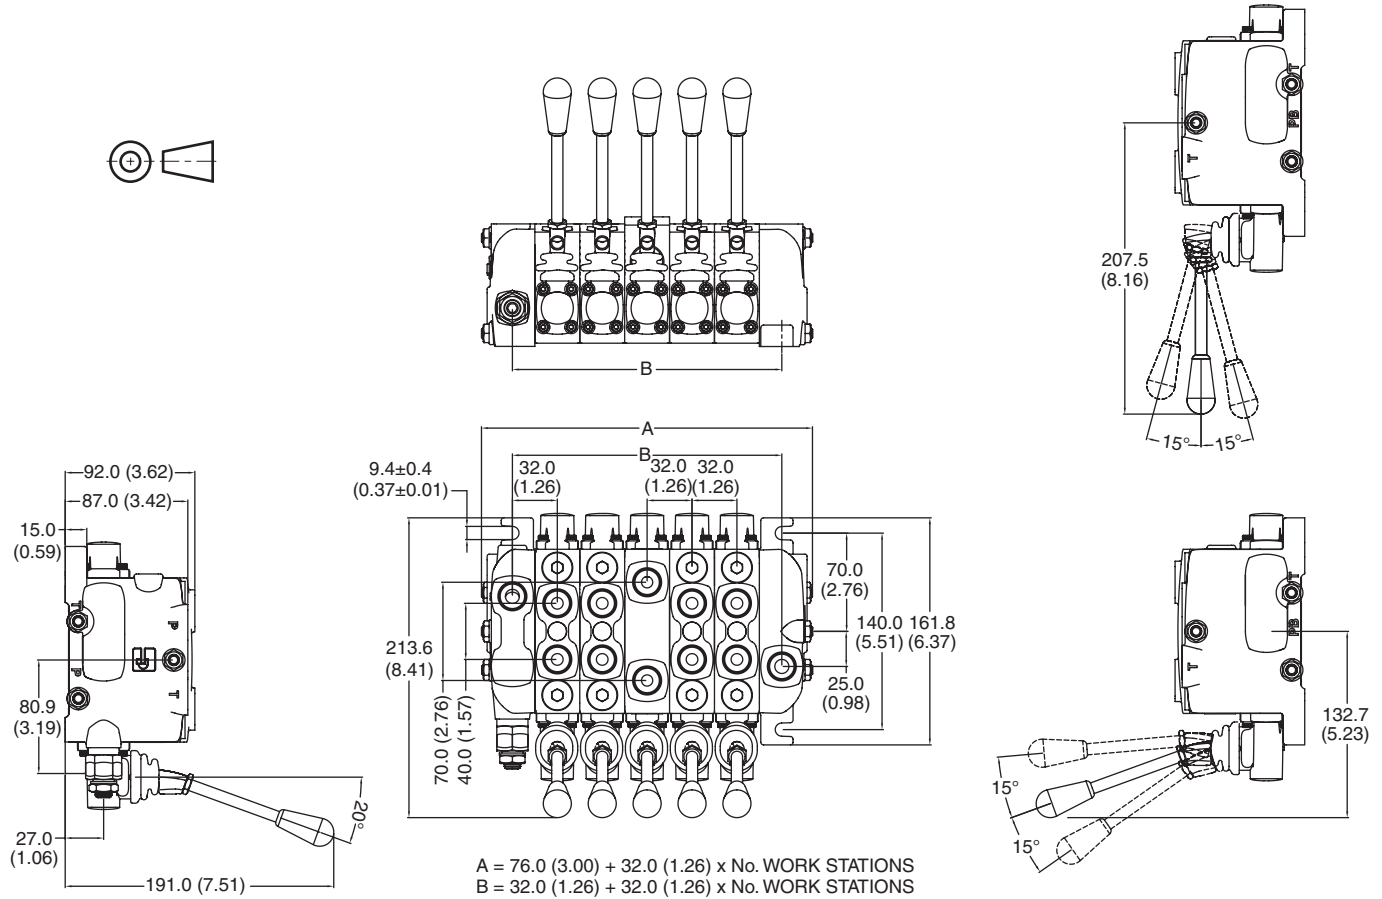 T
PB
T
207.5
(8.16)
15°
15°
B
A
B
9.4±0.4
(0.37±0.01)
32.0
(1.26)
32.0
(1.26)
32.0
(1.26)
92.0 (3.62)
87.0 (3.42)
15.0
(0.59)
T
P
P
T
80.9
(3.19)
27.0
(1.06)
191.0 (7.51)
20°
213.6
(8.41)
70.0 (2.76)
40.0 (1.57)
70.0
(2.76)
140.0
(5.51)
161.8
(6.37)
25.0
(0.98)
T
PB
T
132.7
(5.23)
15°
15°
A = 76.0 (3.00) + 32.0 (1.26) x No. WORK STATIONS
B = 32.0 (1.26) + 32.0 (1.26) x No. WORK STATIONS